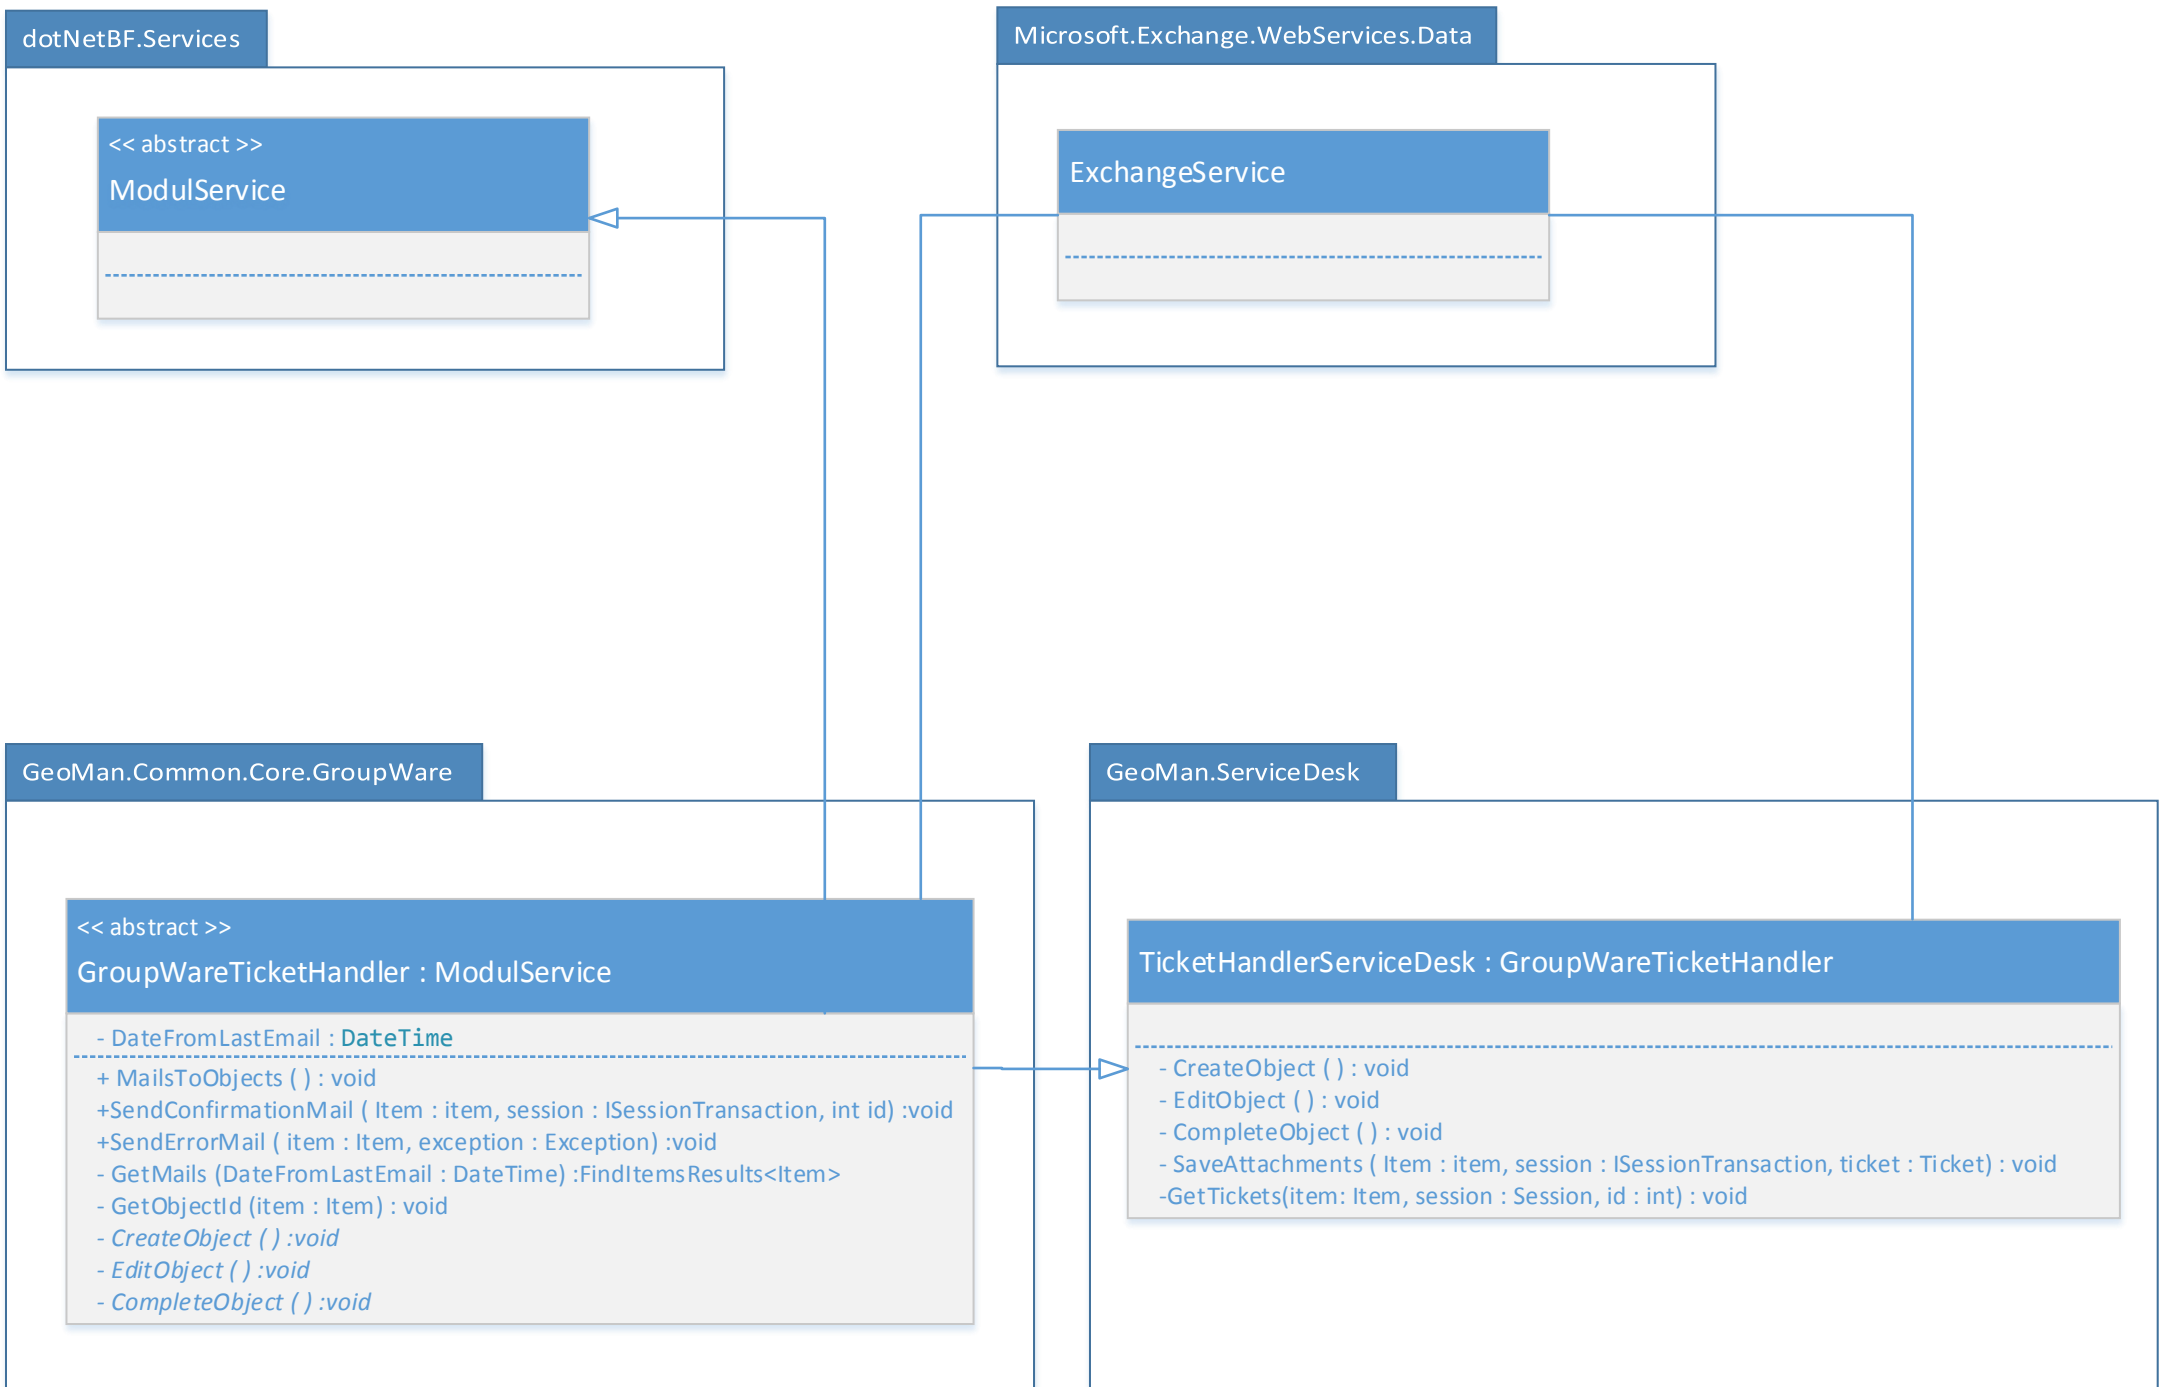 dotNetBF.Services
<< abstract >>
ModulService
Microsoft.Exchange.WebServices.Data
ExchangeService
GeoMan.Common.Core.GroupWare
<< abstract >>
GroupWareTicketHandler : ModulService
- DateFromLastEmail : DateTime
+ MailsToObjects ( ) : void
+SendConfirmationMail ( Item : item, session : ISessionTransaction, int id) :void
+SendErrorMail ( item : Item, exception : Exception) :void
- GetMails (DateFromLastEmail : DateTime) :FindItemsResults<Item>
- GetObjectId (item : Item) : void
- CreateObject ( ) :void
- EditObject ( ) :void
- CompleteObject ( ) :void
GeoMan.ServiceDesk
TicketHandlerServiceDesk : GroupWareTicketHandler
- CreateObject ( ) : void
- EditObject ( ) : void
- CompleteObject ( ) : void
- SaveAttachments ( Item : item, session : ISessionTransaction, ticket : Ticket) : void
-GetTickets(item: Item, session : Session, id : int) : void